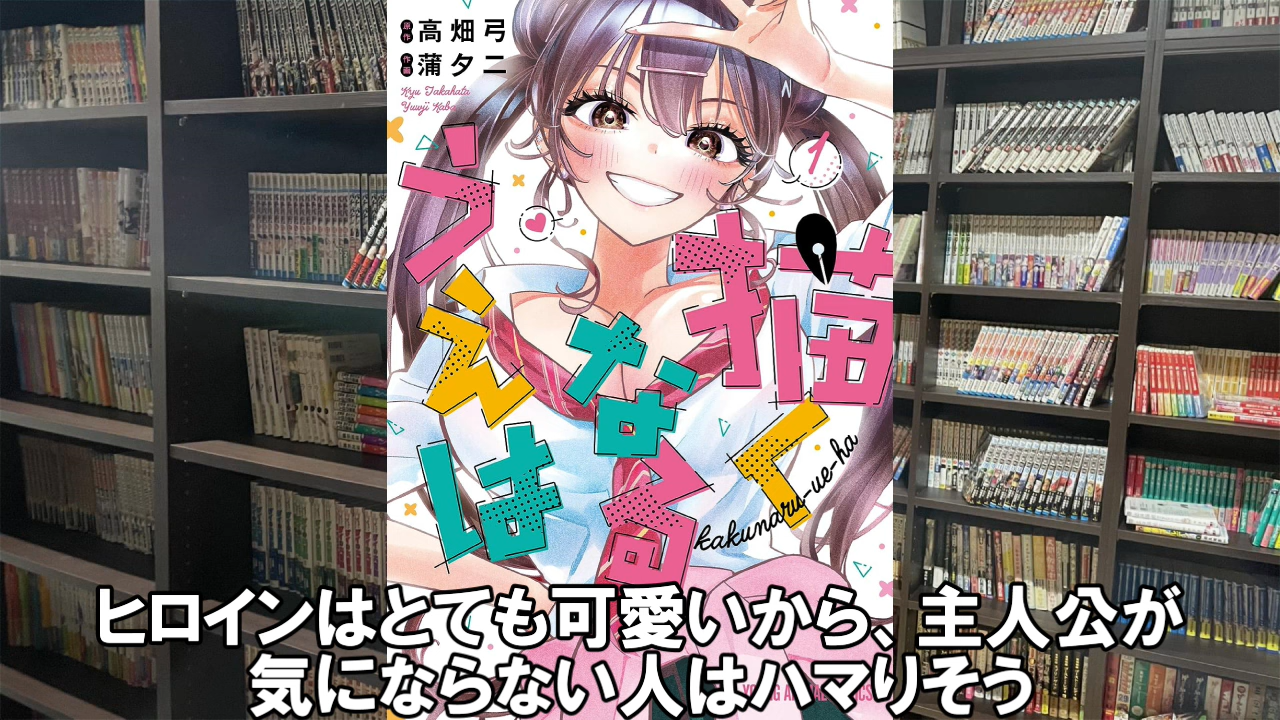 原作 高畑弓
作画 蒲夕二
Kyu Takahata
Yuuji Kaba
1
描く
なる
うえは
kakunaru-ue-ha
ヒロインはとても可愛いから、主人公が
気にならない人はハマりそう